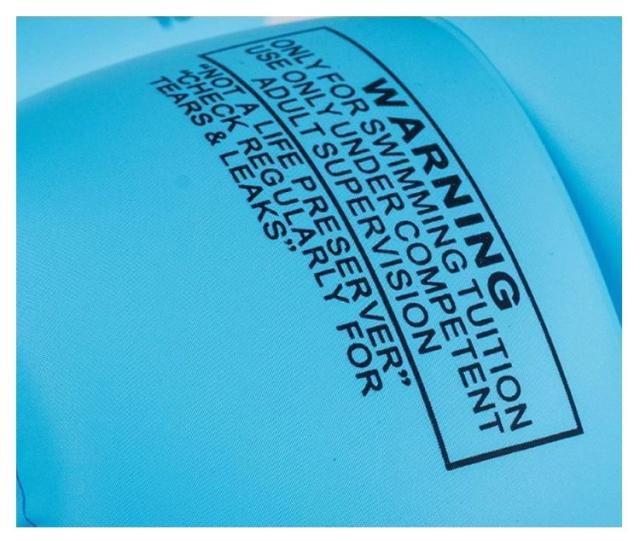 WARNING
ONLY FOR SWIMMING TUITION
USE ONLY UNDER COMPETENT
ADULT SUPERVISION
“NOT A LIFE PRESERVER”
“CHECK REGULARLY FOR
TEARS & LEAKS”